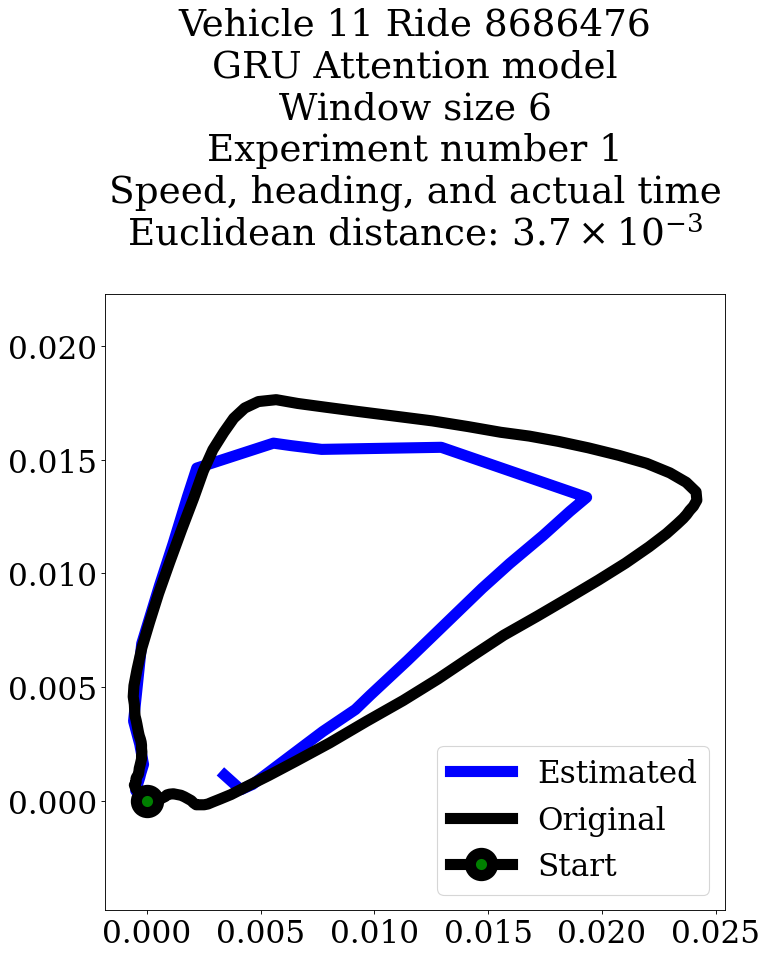 Vehicle 11 Ride 8686476
GRU Attention model
Window size 6
Experiment number 1
Speed, heading, and actual time
Euclidean distance: 3.7 × 10⁻³
0.020
0.015
0.010
0.005
0.000
Estimated
Original
Start
0.000 0.005 0.010 0.015 0.020 0.025